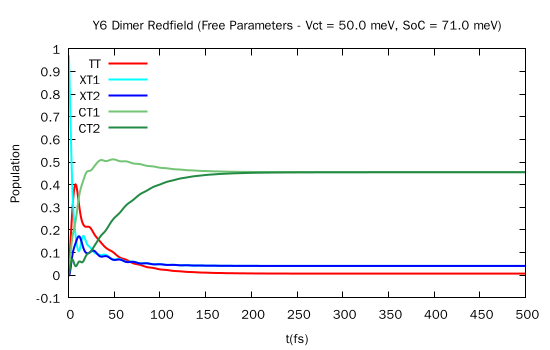 Y6 Dimer Redfield (Free Parameters - Vct = 50.0 meV, SoC = 71.0 meV)
1
0.9
0.8
0.7
0.6
0.5
0.4
0.3
0.2
0.1
0
-0.1
Population
TT
XT1
XT2
CT1
CT2
0 50 100 150 200 250 300 350 400 450 500
t(fs)